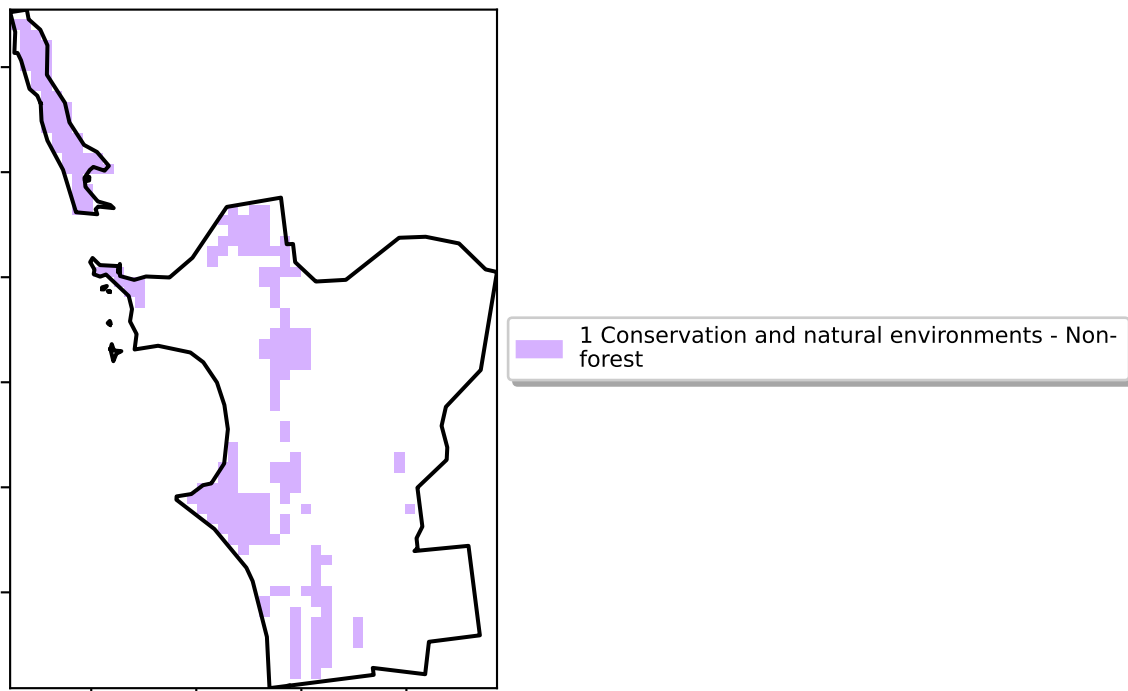 1 Conservation and natural environments - Non-
forest